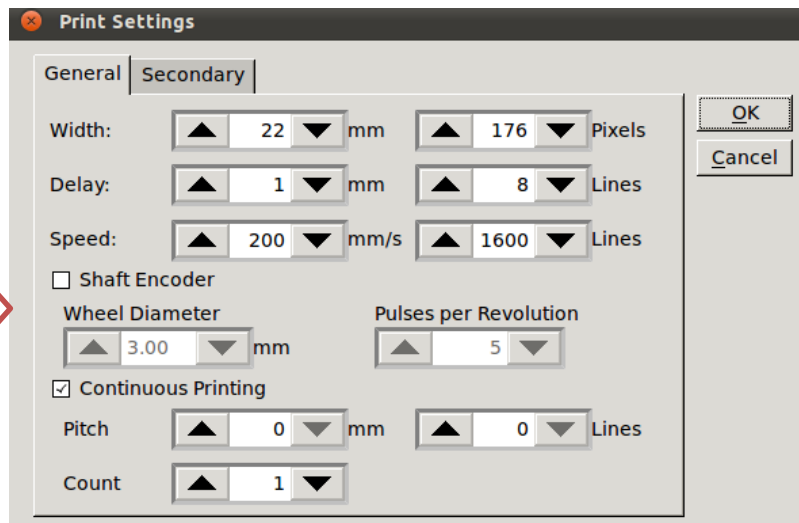 Print Settings
General Secondary
OK
Cancel
Width: 22 mm 176 Pixels
Delay: 1 mm 8 Lines
Speed: 200 mm/s 1600 Lines
Shaft Encoder
Wheel Diameter Pulses per Revolution
3.00 mm 5
Continuous Printing
Pitch 0 mm 0 Lines
Count 1